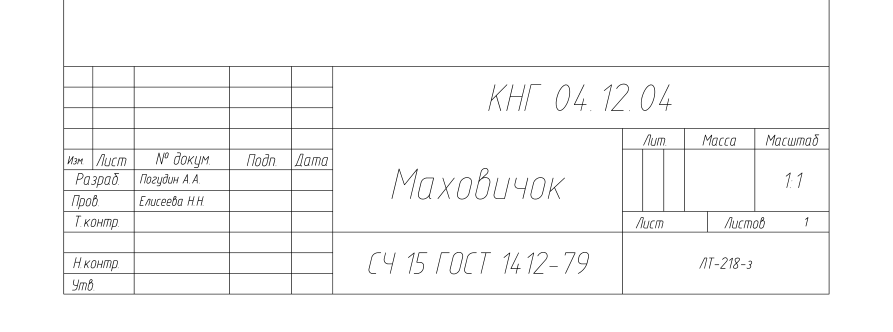 КНГ 04.12.04
Лит. Масса Масштаб
Изм Лист № докум. Подп. Дата
Разраб. Погудин А.А.
Маховичок
1:1
Пров. Елисеева Н.Н.
Т.контр.
Лист Листов 1
СЧ 15 ГОСТ 1412-79
ЛТ-218-з
Н.контр.
Утв